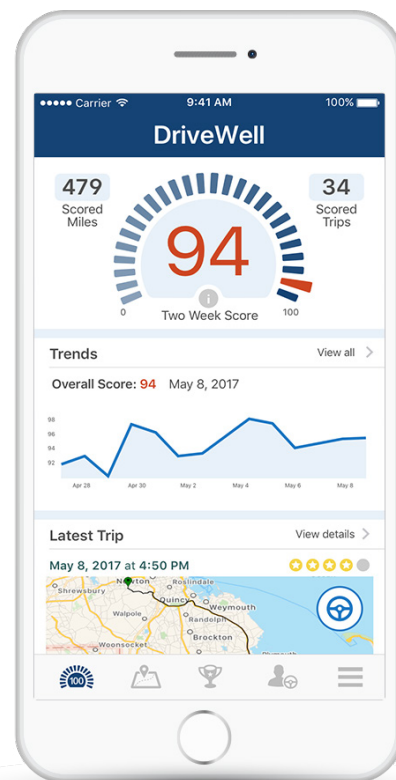 Carrier 9:41 AM 100%
DriveWell
479
Scored
Miles
34
Scored
Trips
94
i
0
Two Week Score
100
Trends View all
Overall Score: 94 May 8, 2017
98
96
94
92
Apr 28 Apr 30 May 2 May 4 May 6 May 8
Latest Trip View details
May 8, 2017 at 4:50 PM
Shrewsbury
Newton
Roslindale
Quincy
Weymouth
Walpole
Randolph
Brockton
Woonsocket
Plymouth
100